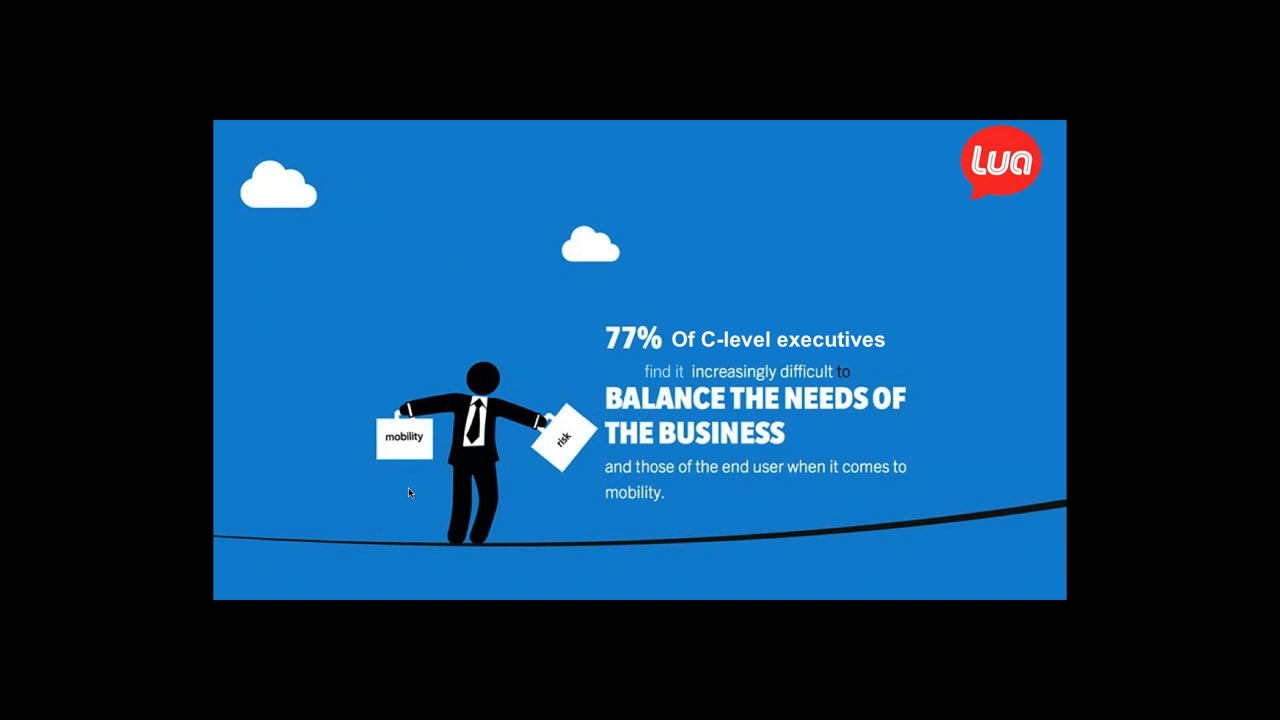 Lua
77% Of C-level executives
find it increasingly difficult to
BALANCE THE NEEDS OF
THE BUSINESS
mobility
risk
and those of the end user when it comes to
mobility.